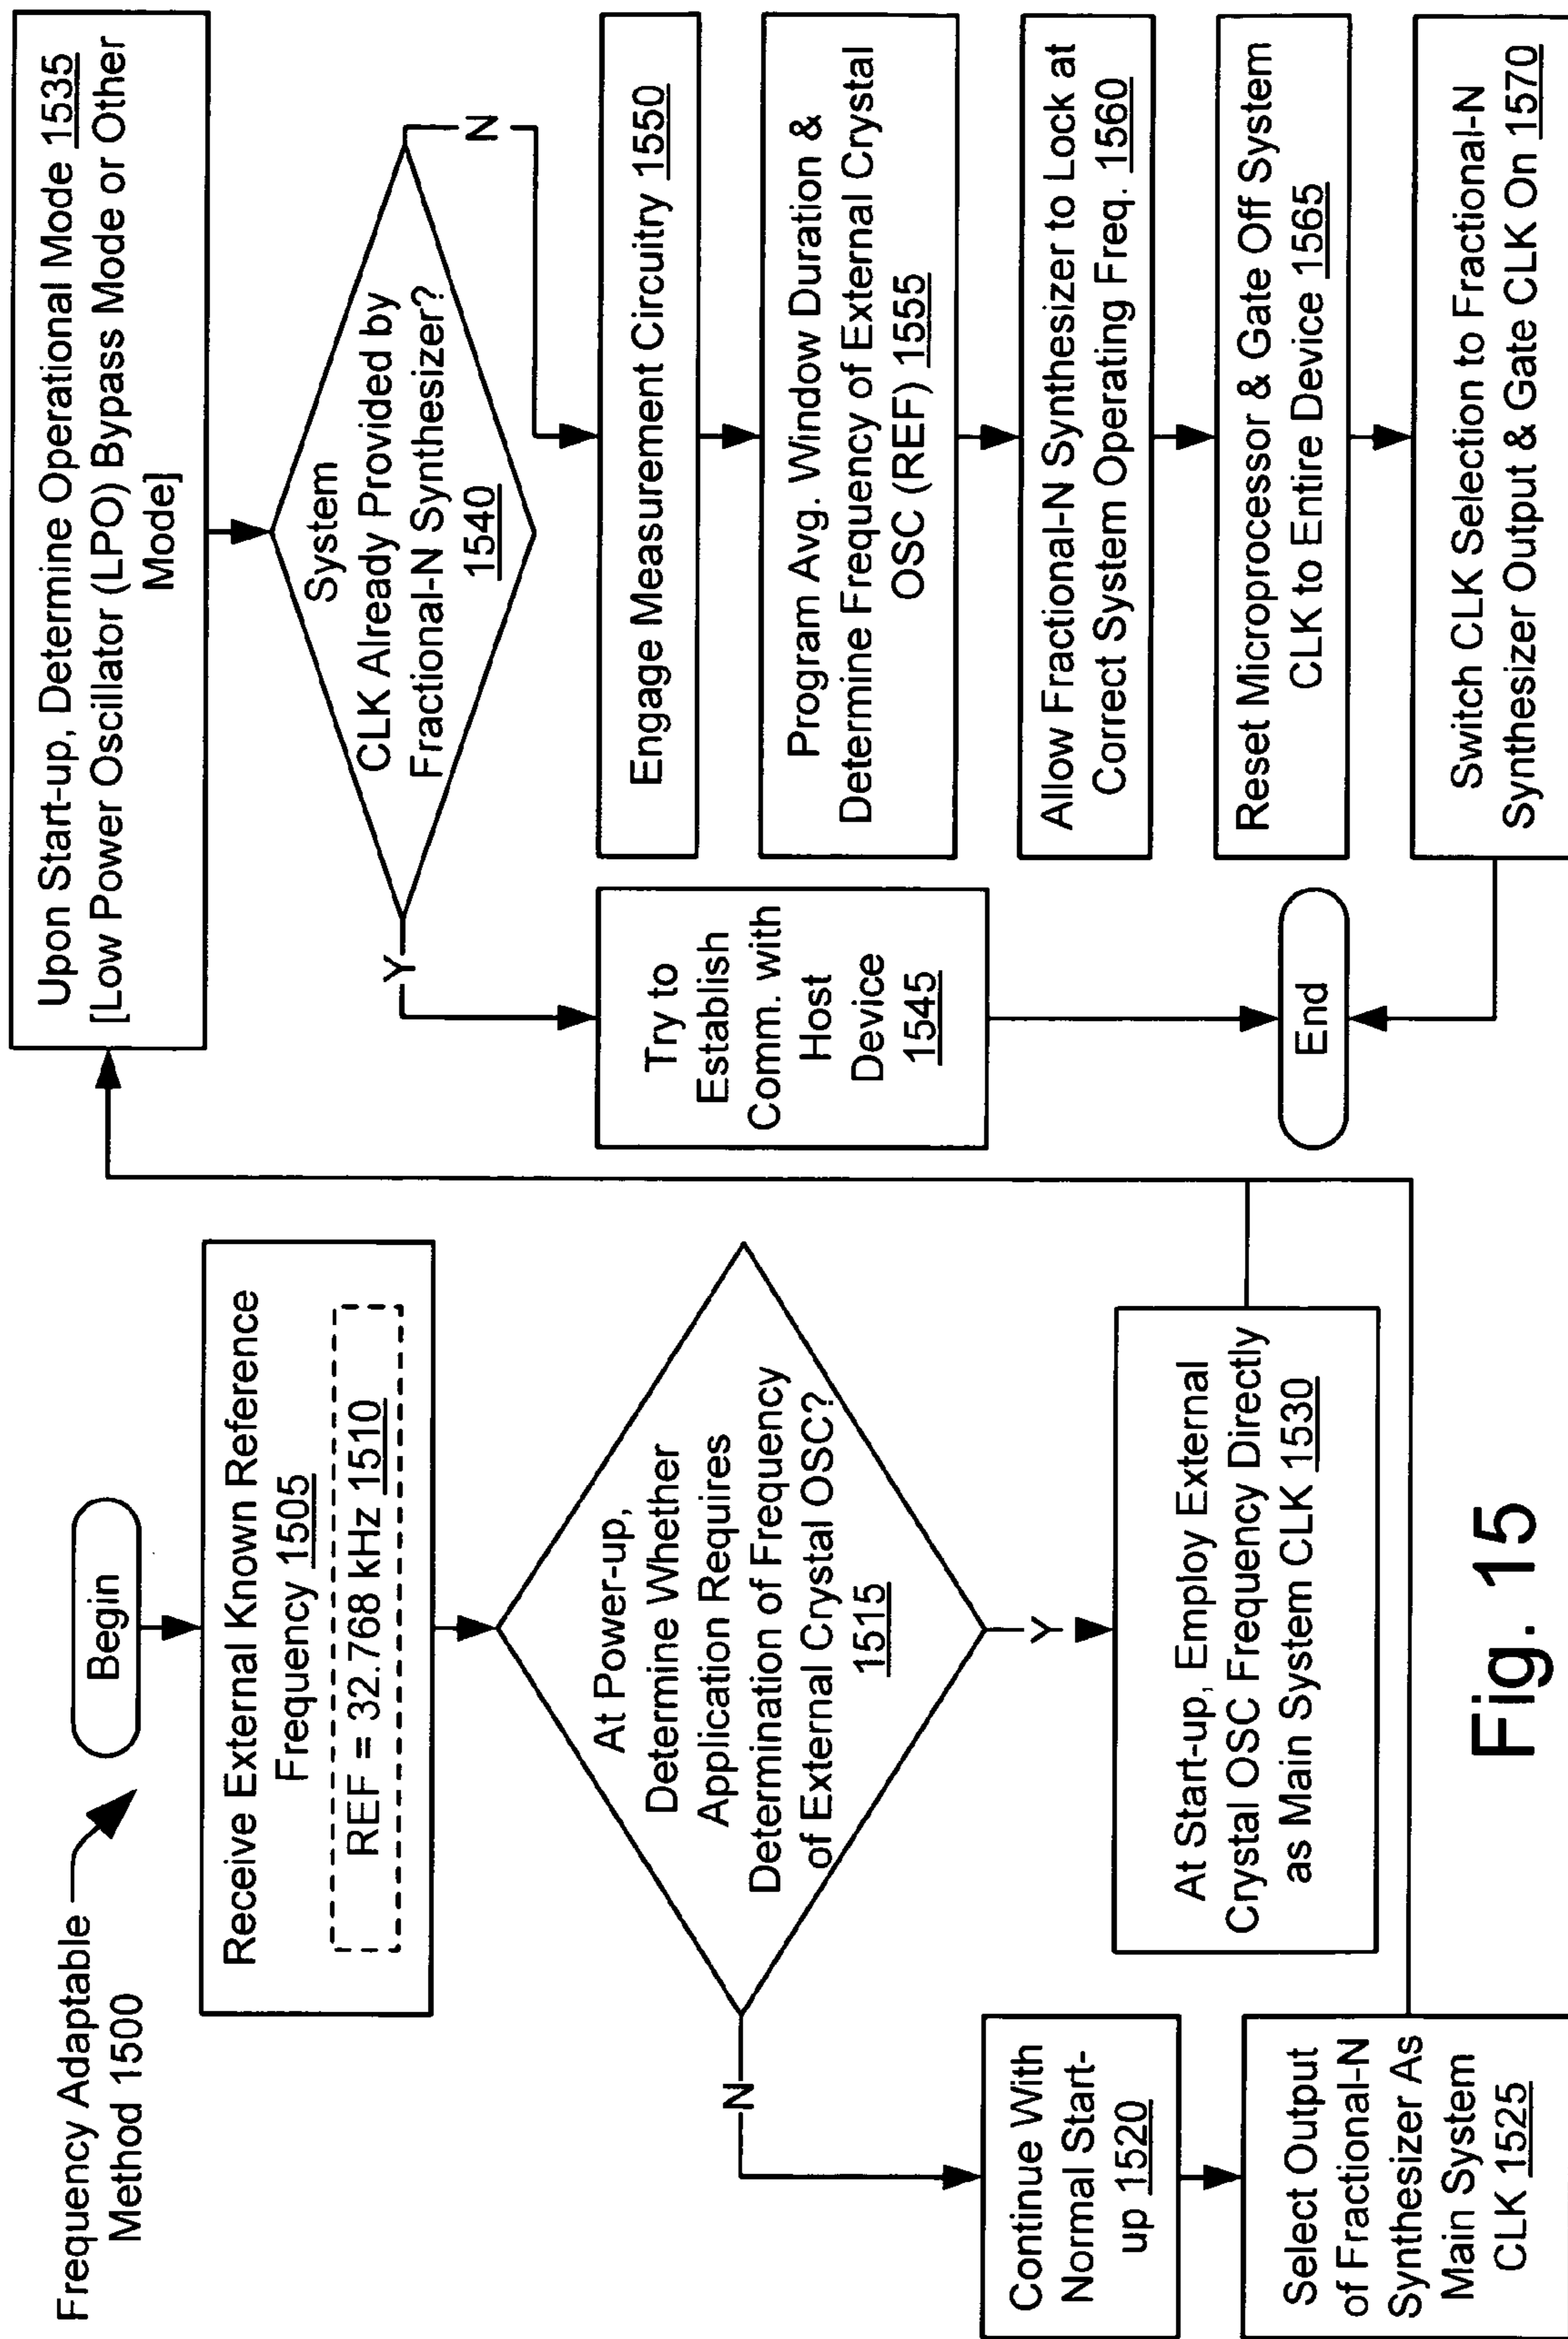 Frequency Adaptable
Method 1500
Begin
Receive External Known Reference
Frequency 1505
REF = 32.768 kHz 1510
At Power-up,
Determine Whether
Application Requires
Determination of Frequency
of External Crystal OSC?
1515
N
Y
Continue With
Normal Start-
up 1520
Select Output
of Fractional-N
Synthesizer As
Main System
CLK 1525
At Start-up, Employ External
Crystal OSC Frequency Directly
as Main System CLK 1530
Upon Start-up, Determine Operational Mode 1535
[Low Power Oscillator (LPO) Bypass Mode or Other
Mode]
System
CLK Already Provided by
Fractional-N Synthesizer?
1540
Y
N
Try to
Establish
Comm. with
Host
Device
1545
Engage Measurement Circuitry 1550
Program Avg. Window Duration &
Determine Frequency of External Crystal
OSC (REF) 1555
Allow Fractional-N Synthesizer to Lock at
Correct System Operating Freq. 1560
Reset Microprocessor & Gate Off System
CLK to Entire Device 1565
Switch CLK Selection to Fractional-N
Synthesizer Output & Gate CLK On 1570
End
Fig. 15